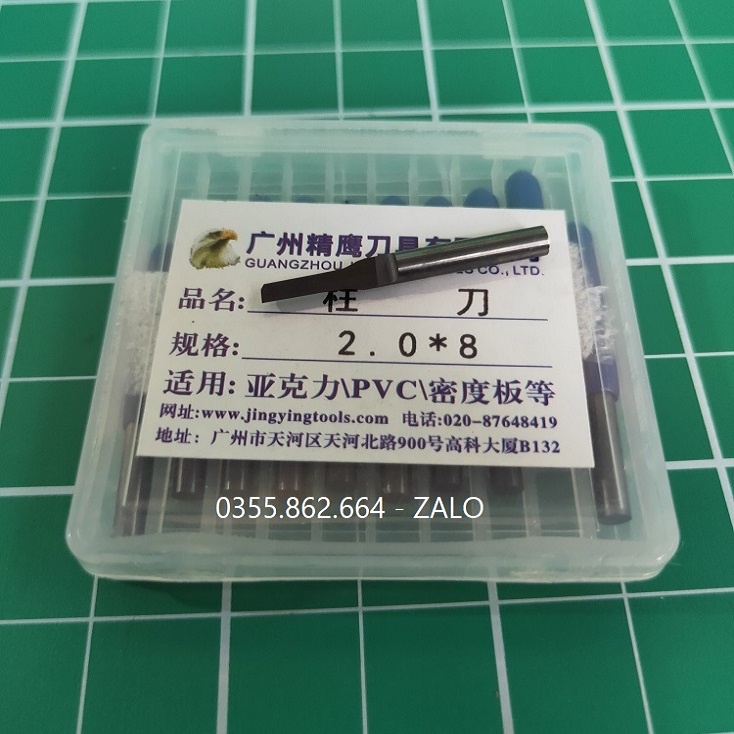 广州精鹰刀具有
GUANGZHOU ES CO., LTD.
品名: 柱 刀
规格: 2.0*8
适用: 亚克力\PVC\密度板等
网址:www.jingyingtools.com 电话:020-87648419
地址: 广州市天河区天河北路900号高科大厦B132
0355.862.664 - ZALO